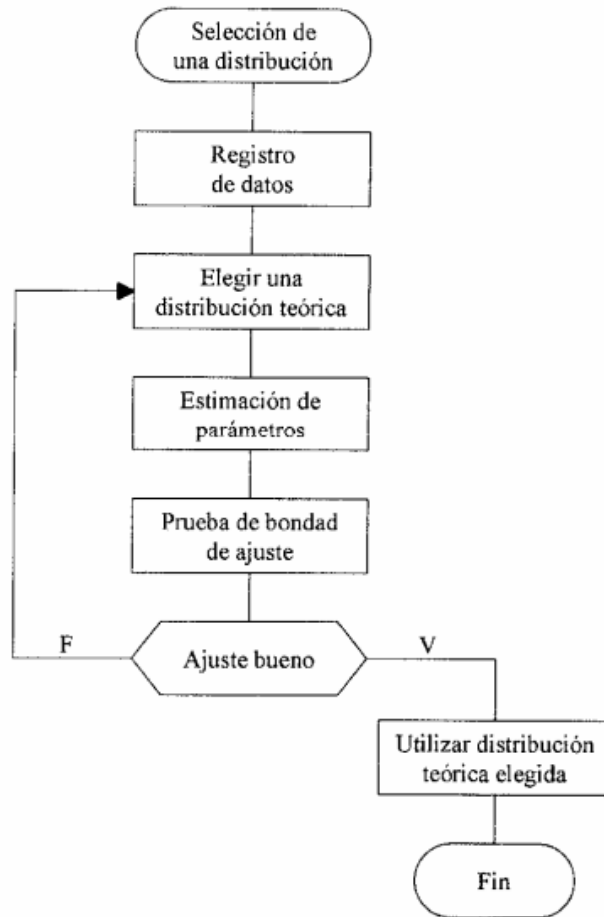 Selección de
una distribución
Registro
de datos
Elegir una
distribución teórica
Estimación de
parámetros
Prueba de bondad
de ajuste
F
Ajuste bueno
V
Utilizar distribución
teórica elegida
Fin